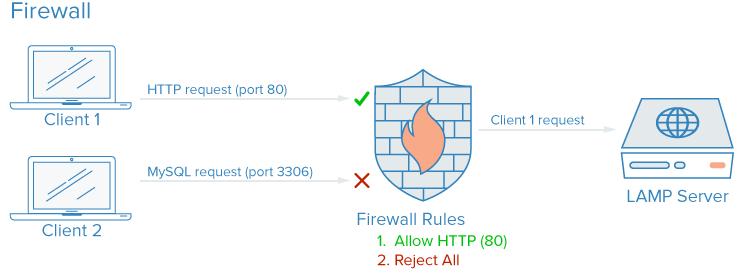 Firewall
HTTP request (port 80)
Client 1
Client 1 request
MySQL request (port 3306)
Client 2
LAMP Server
Firewall Rules
1. Allow HTTP (80)
2. Reject All